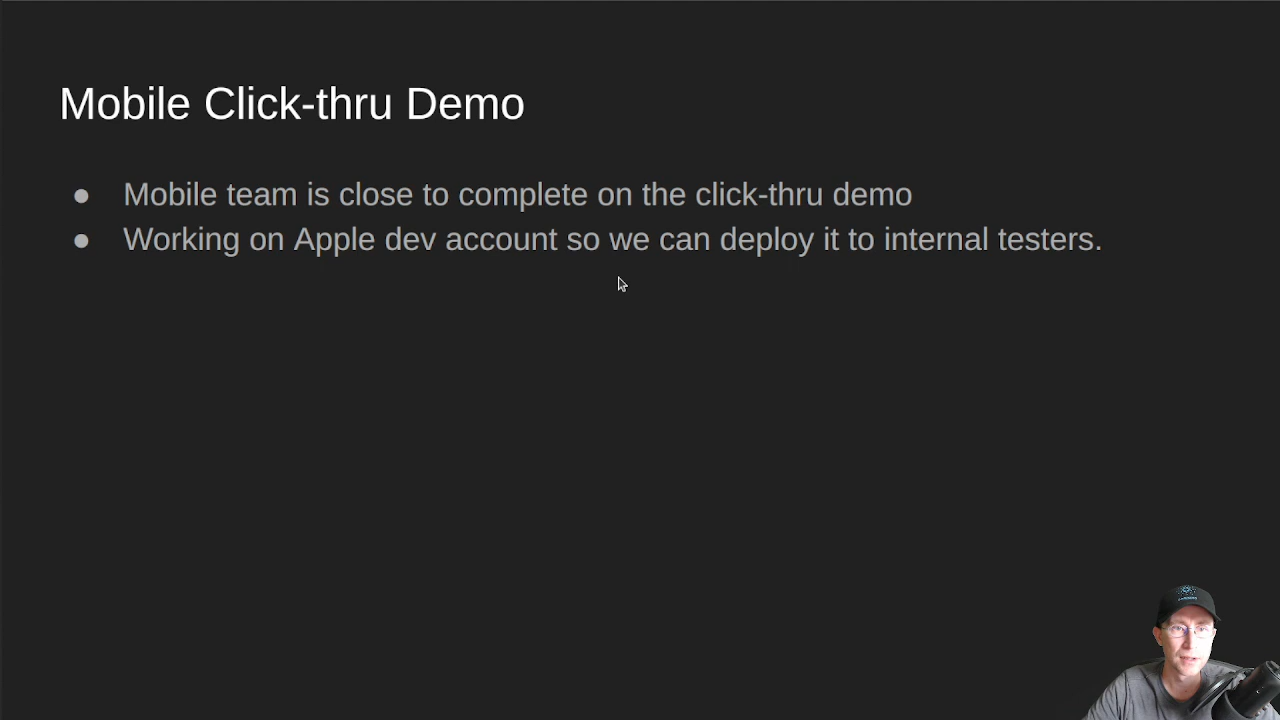 Mobile Click-thru Demo
● Mobile team is close to complete on the click-thru demo
● Working on Apple dev account so we can deploy it to internal testers.